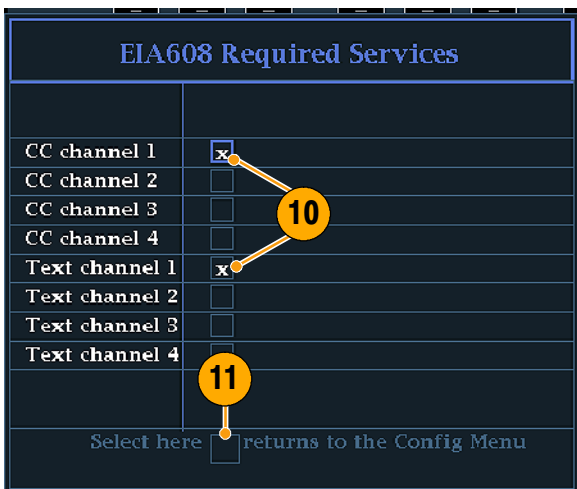 EIA608 Required Services
CC channel 1 x
CC channel 2
CC channel 3
10
CC channel 4
Text channel 1 x
Text channel 2
Text channel 3
Text channel 4
11
Select here returns to the Config Menu